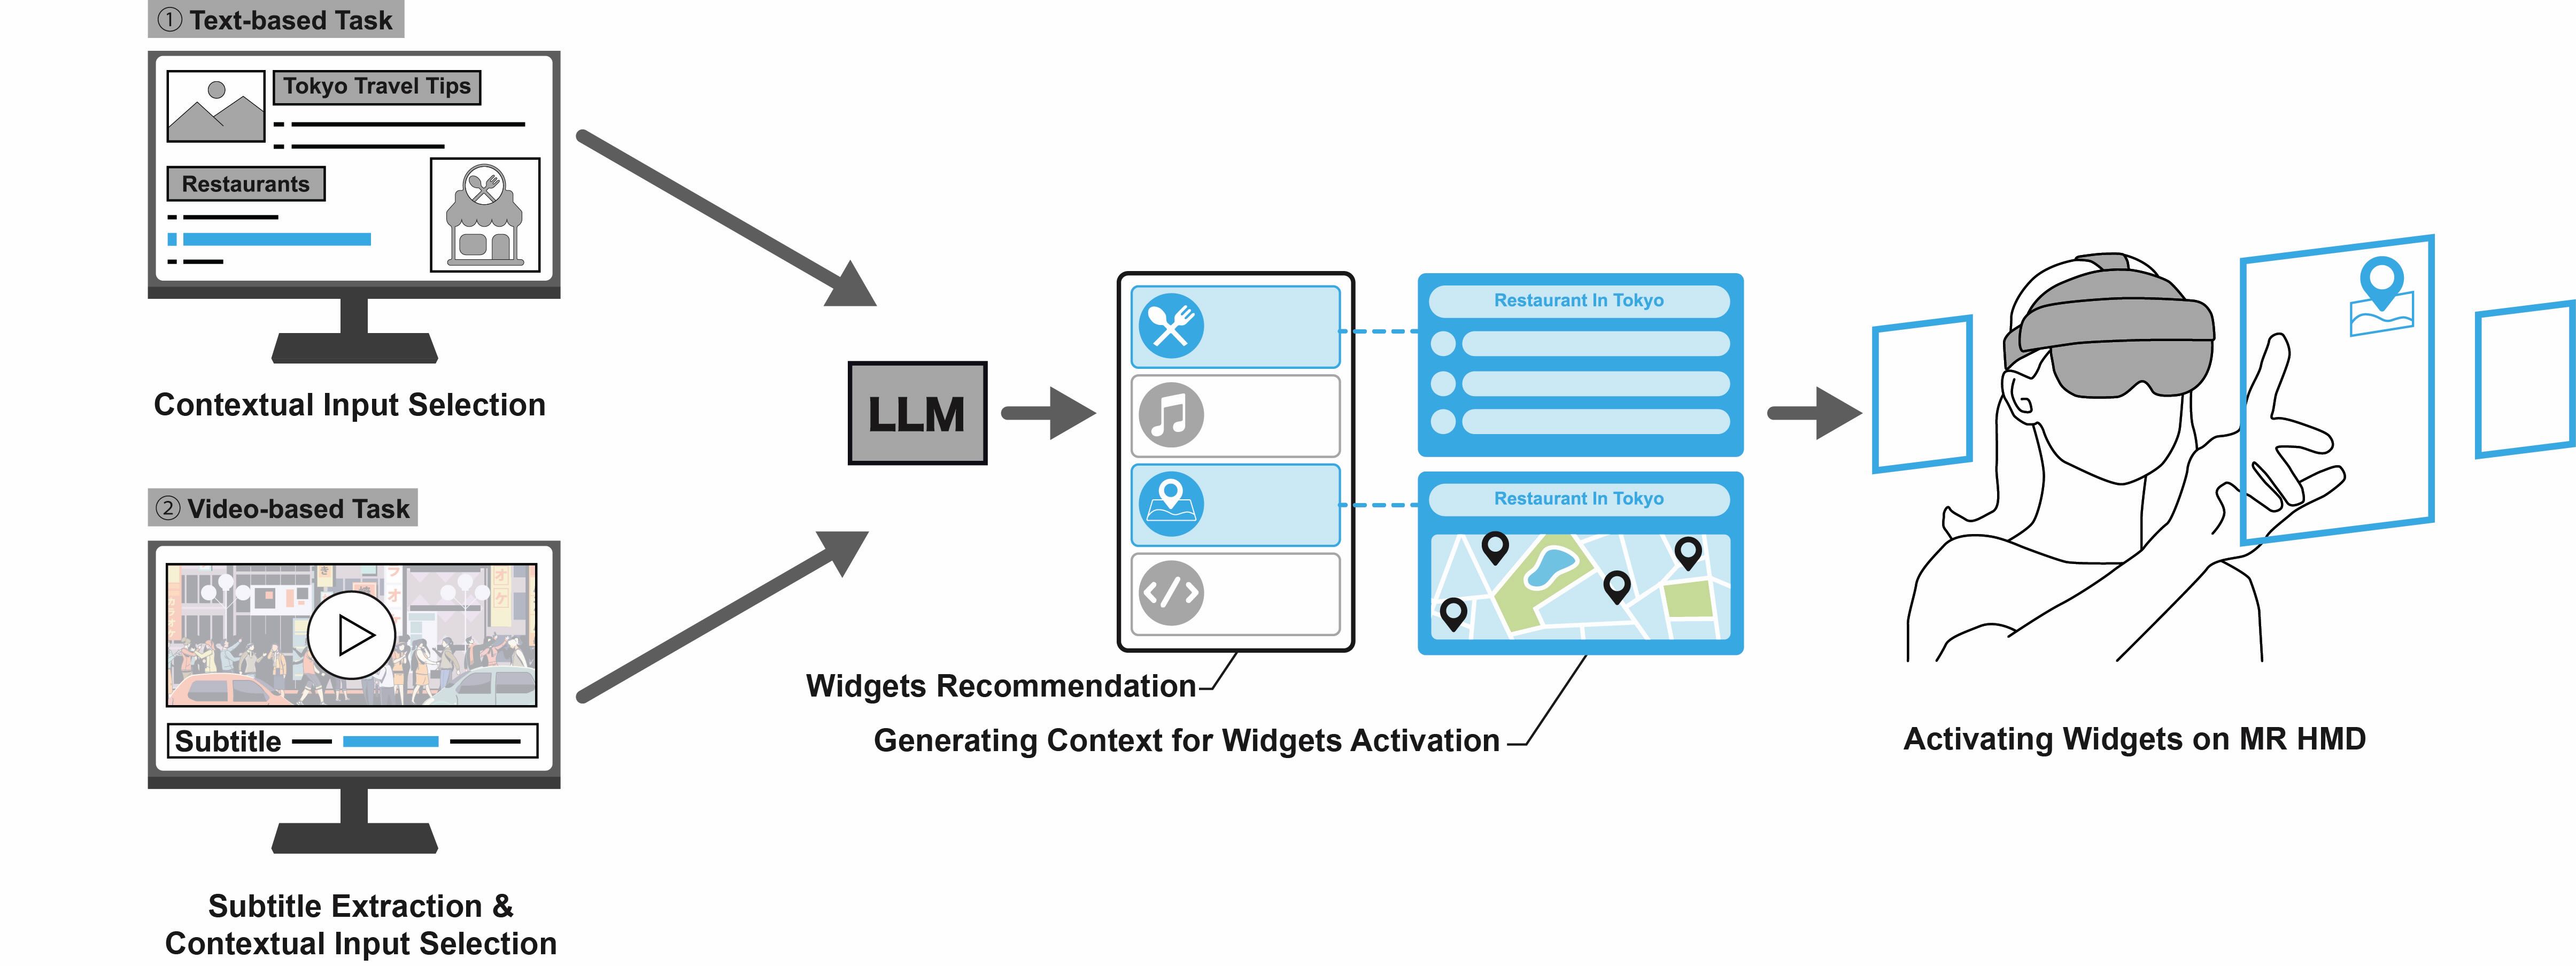 ① Text-based Task
Tokyo Travel Tips
Restaurants
Contextual Input Selection
② Video-based Task
Subtitle
Subtitle Extraction &
Contextual Input Selection
LLM
Widgets Recommendation
Generating Context for Widgets Activation
Restaurant In Tokyo
Restaurant In Tokyo
Activating Widgets on MR HMD